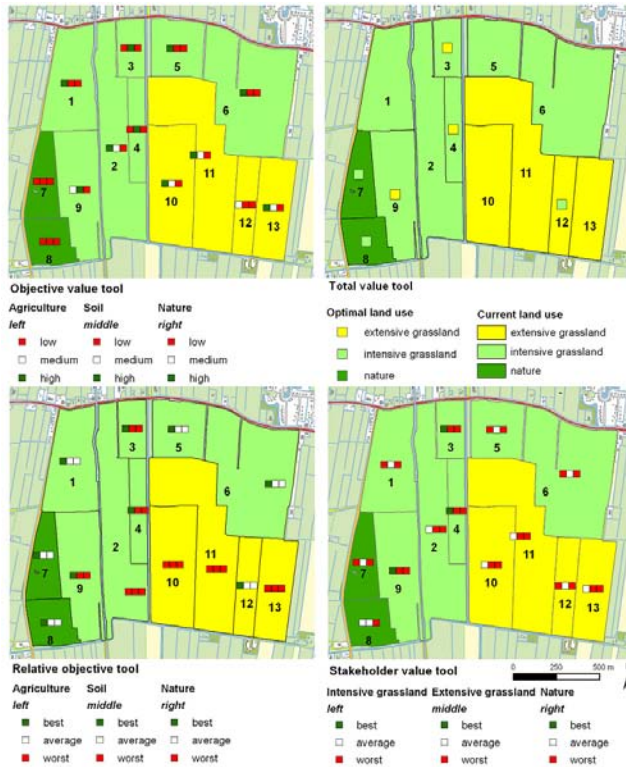 1
2
3
4
5
6
7
8
9
10
11
12
13
Objective value tool
Agriculture Soil Nature
left middle right
low low low
medium medium medium
high high high
1
2
3
4
5
6
7
8
9
10
11
12
13
Total value tool
Optimal land use Current land use
extensive grassland extensive grassland
intensive grassland intensive grassland
nature nature
1
2
3
4
5
6
7
8
9
10
11
12
13
Relative objective tool
Agriculture Soil Nature
left middle right
best best best
average average average
worst worst worst
1
2
3
4
5
6
7
8
9
10
11
12
13
Stakeholder value tool
0 250 500 m
Intensive grassland Extensive grassland Nature
left middle right
best best best
average average average
worst worst worst